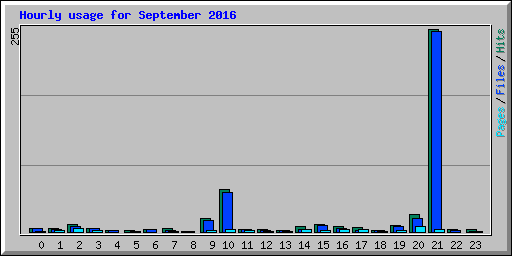 Hourly usage for September 2016
255
Pages/Files/Hits
0 1 2 3 4 5 6 7 8 9 10 11 12 13 14 15 16 17 18 19 20 21 22 23